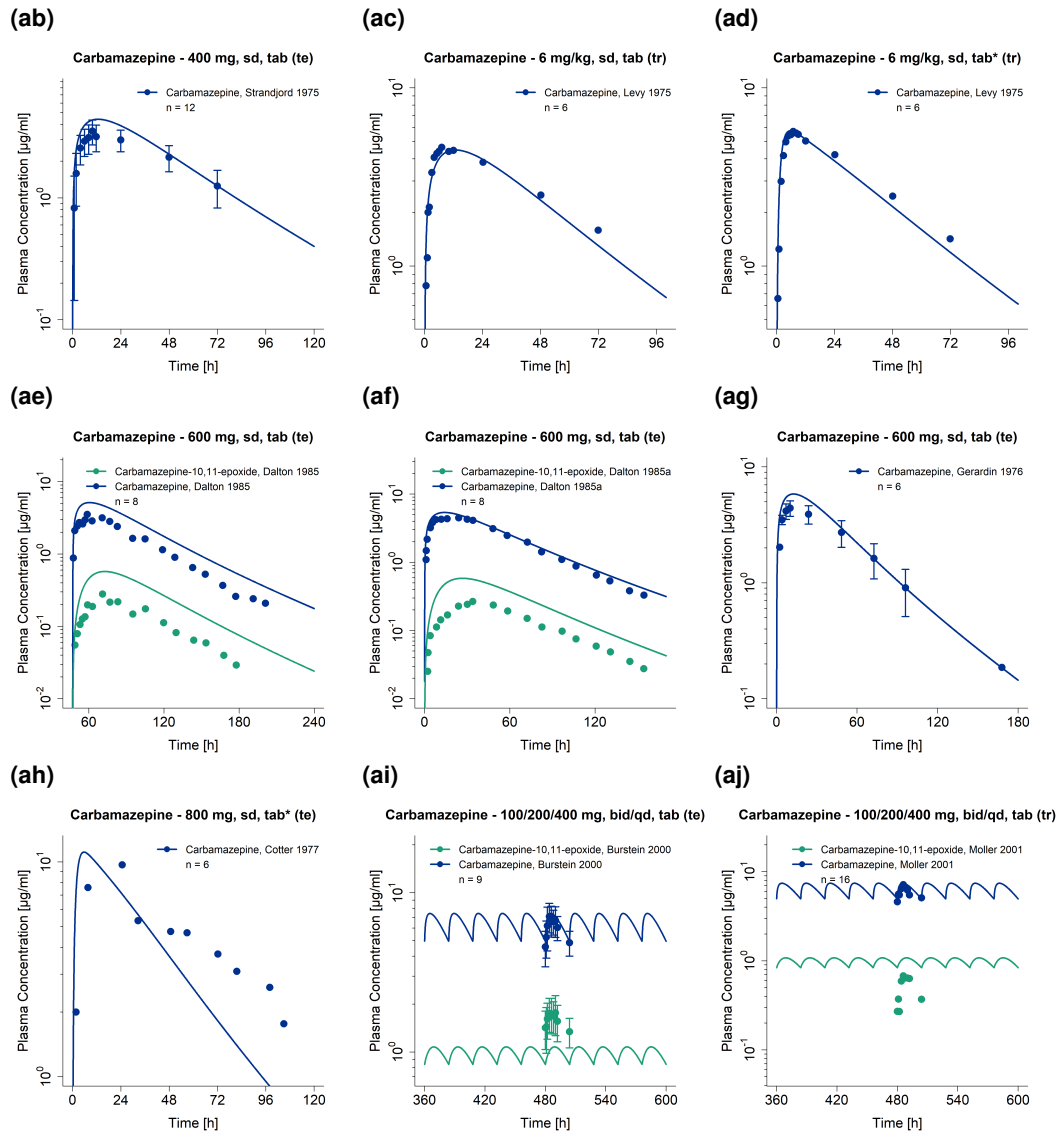 (ab)
Carbamazepine - 400 mg, sd, tab (te)
Carbamazepine, Strandjord 1975
n = 12
Plasma Concentration [µg/ml]
10⁰
10⁻¹
0 24 48 72 96 120
Time [h]
(ac)
Carbamazepine - 6 mg/kg, sd, tab (tr)
Carbamazepine, Levy 1975
n = 6
Plasma Concentration [µg/ml]
10¹
10⁰
0 24 48 72 96
Time [h]
(ad)
Carbamazepine - 6 mg/kg, sd, tab* (tr)
Carbamazepine, Levy 1975
n = 6
Plasma Concentration [µg/ml]
10¹
10⁰
0 24 48 72 96
Time [h]
(ae)
Carbamazepine - 600 mg, sd, tab (te)
Carbamazepine-10,11-epoxide, Dalton 1985
Carbamazepine, Dalton 1985
n = 8
Plasma Concentration [µg/ml]
10¹
10⁰
10⁻¹
10⁻²
60 120 180 240
Time [h]
(af)
Carbamazepine - 600 mg, sd, tab (te)
Carbamazepine-10,11-epoxide, Dalton 1985a
Carbamazepine, Dalton 1985a
n = 8
Plasma Concentration [µg/ml]
10¹
10⁰
10⁻¹
10⁻²
0 60 120
Time [h]
(ag)
Carbamazepine - 600 mg, sd, tab (te)
Carbamazepine, Gerardin 1976
n = 6
Plasma Concentration [µg/ml]
10¹
10⁰
10⁻¹
0 60 120 180
Time [h]
(ah)
Carbamazepine - 800 mg, sd, tab* (te)
Carbamazepine, Cotter 1977
n = 6
Plasma Concentration [µg/ml]
10¹
10⁰
0 24 48 72 96 120
Time [h]
(ai)
Carbamazepine - 100/200/400 mg, bid/qd, tab (te)
Carbamazepine-10,11-epoxide, Burstein 2000
Carbamazepine, Burstein 2000
n = 9
Plasma Concentration [µg/ml]
10¹
10⁰
360 420 480 540 600
Time [h]
(aj)
Carbamazepine - 100/200/400 mg, bid/qd, tab (tr)
Carbamazepine-10,11-epoxide, Moller 2001
Carbamazepine, Moller 2001
n = 16
Plasma Concentration [µg/ml]
10¹
10⁰
10⁻¹
360 420 480 540 600
Time [h]